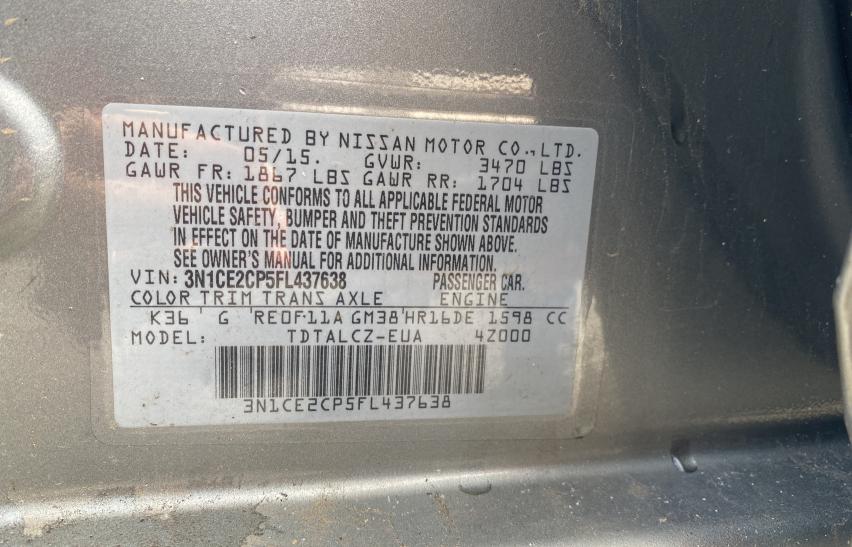 MANUFACTURED BY NISSAN MOTOR CO., LTD.
DATE: 05/15. GVWR: 3470 LBS
GAWR FR: 1867 LBS GAWR RR: 1704 LBS
THIS VEHICLE CONFORMS TO ALL APPLICABLE FEDERAL MOTOR
VEHICLE SAFETY, BUMPER AND THEFT PREVENTION STANDARDS
IN EFFECT ON THE DATE OF MANUFACTURE SHOWN ABOVE.
SEE OWNER'S MANUAL FOR ADDITIONAL INFORMATION.
VIN: 3N1CE2CP5FL437638 PASSENGER CAR.
COLOR TRIM TRANS AXLE ENGINE
K36 ' G 'RE0F11A GM38'HR16DE 1598 CC
MODEL: TDTALCZ-EUA 4Z000
3N1CE2CP5FL437638